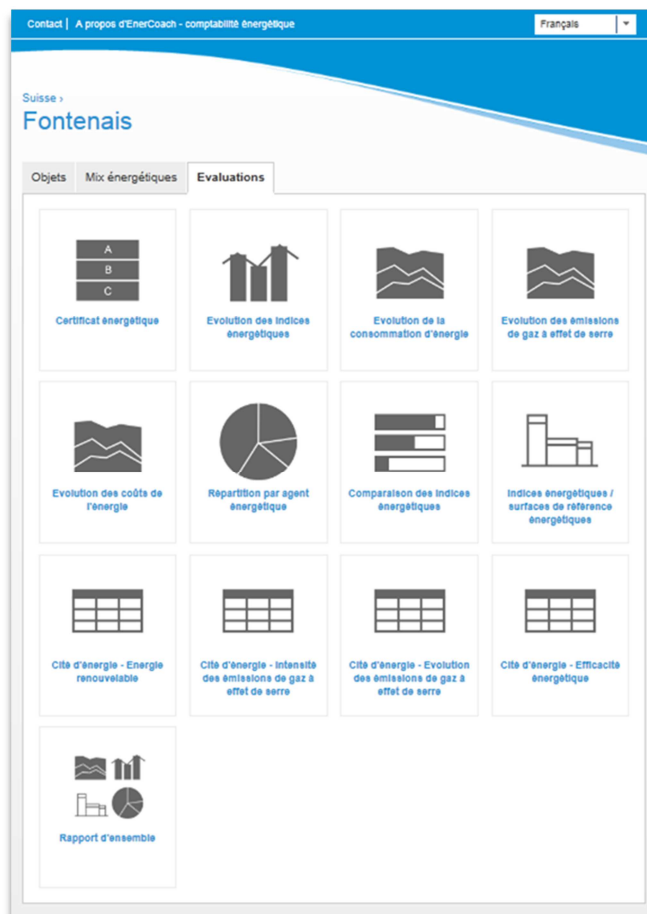 Contact | A propos d'EnerCoach - comptabilité énergétique
Français
Suisse ›
Fontenais
Objets
Mix énergétiques
Evaluations
A
B
C
Certificat énergétique
Evolution des indices
énergétiques
Evolution de la
consommation d'énergie
Evolution des émissions
de gaz à effet de serre
Evolution des coûts de
l'énergie
Répartition par agent
énergétique
Comparaison des indices
énergétiques
Indices énergétiques /
surfaces de référence
énergétiques
Cité d'énergie - Energie
renouvelable
Cité d'énergie - Intensité
des émissions de gaz à
effet de serre
Cité d'énergie - Evolution
des émissions de gaz à
effet de serre
Cité d'énergie - Efficacité
énergétique
Rapport d'ensemble